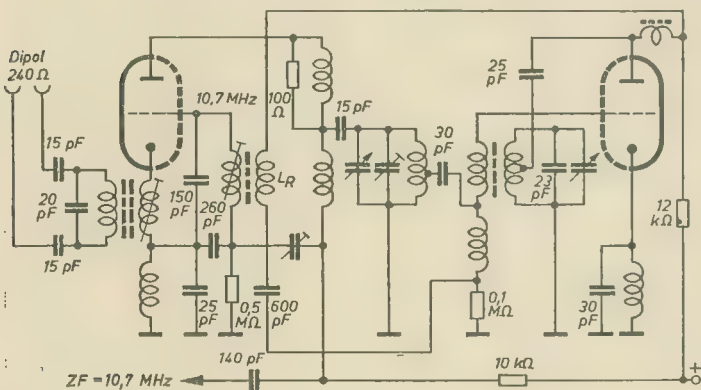 Dipol
240 Ω
15 pF
20
pF
15 pF
10,7 MHz
150
pF
260
pF
25
pF
0,5
MΩ
L_R
600
pF
100
Ω
15 pF
30
pF
25
pF
22
pF
0,1
MΩ
30
pF
12
kΩ
140 pF
10 kΩ
ZF = 10,7 MHz
+